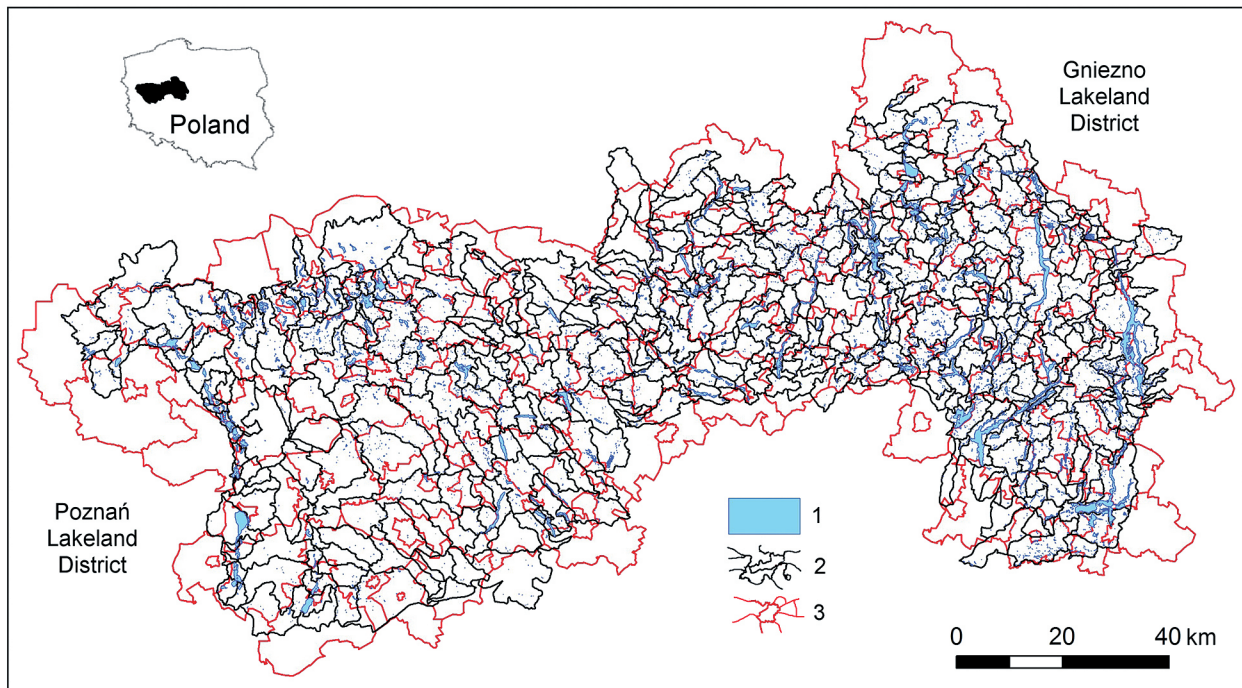 Poland
Gniezno
Lakeland
District
Poznań
Lakeland
District
1
2
3
0 20 40 km